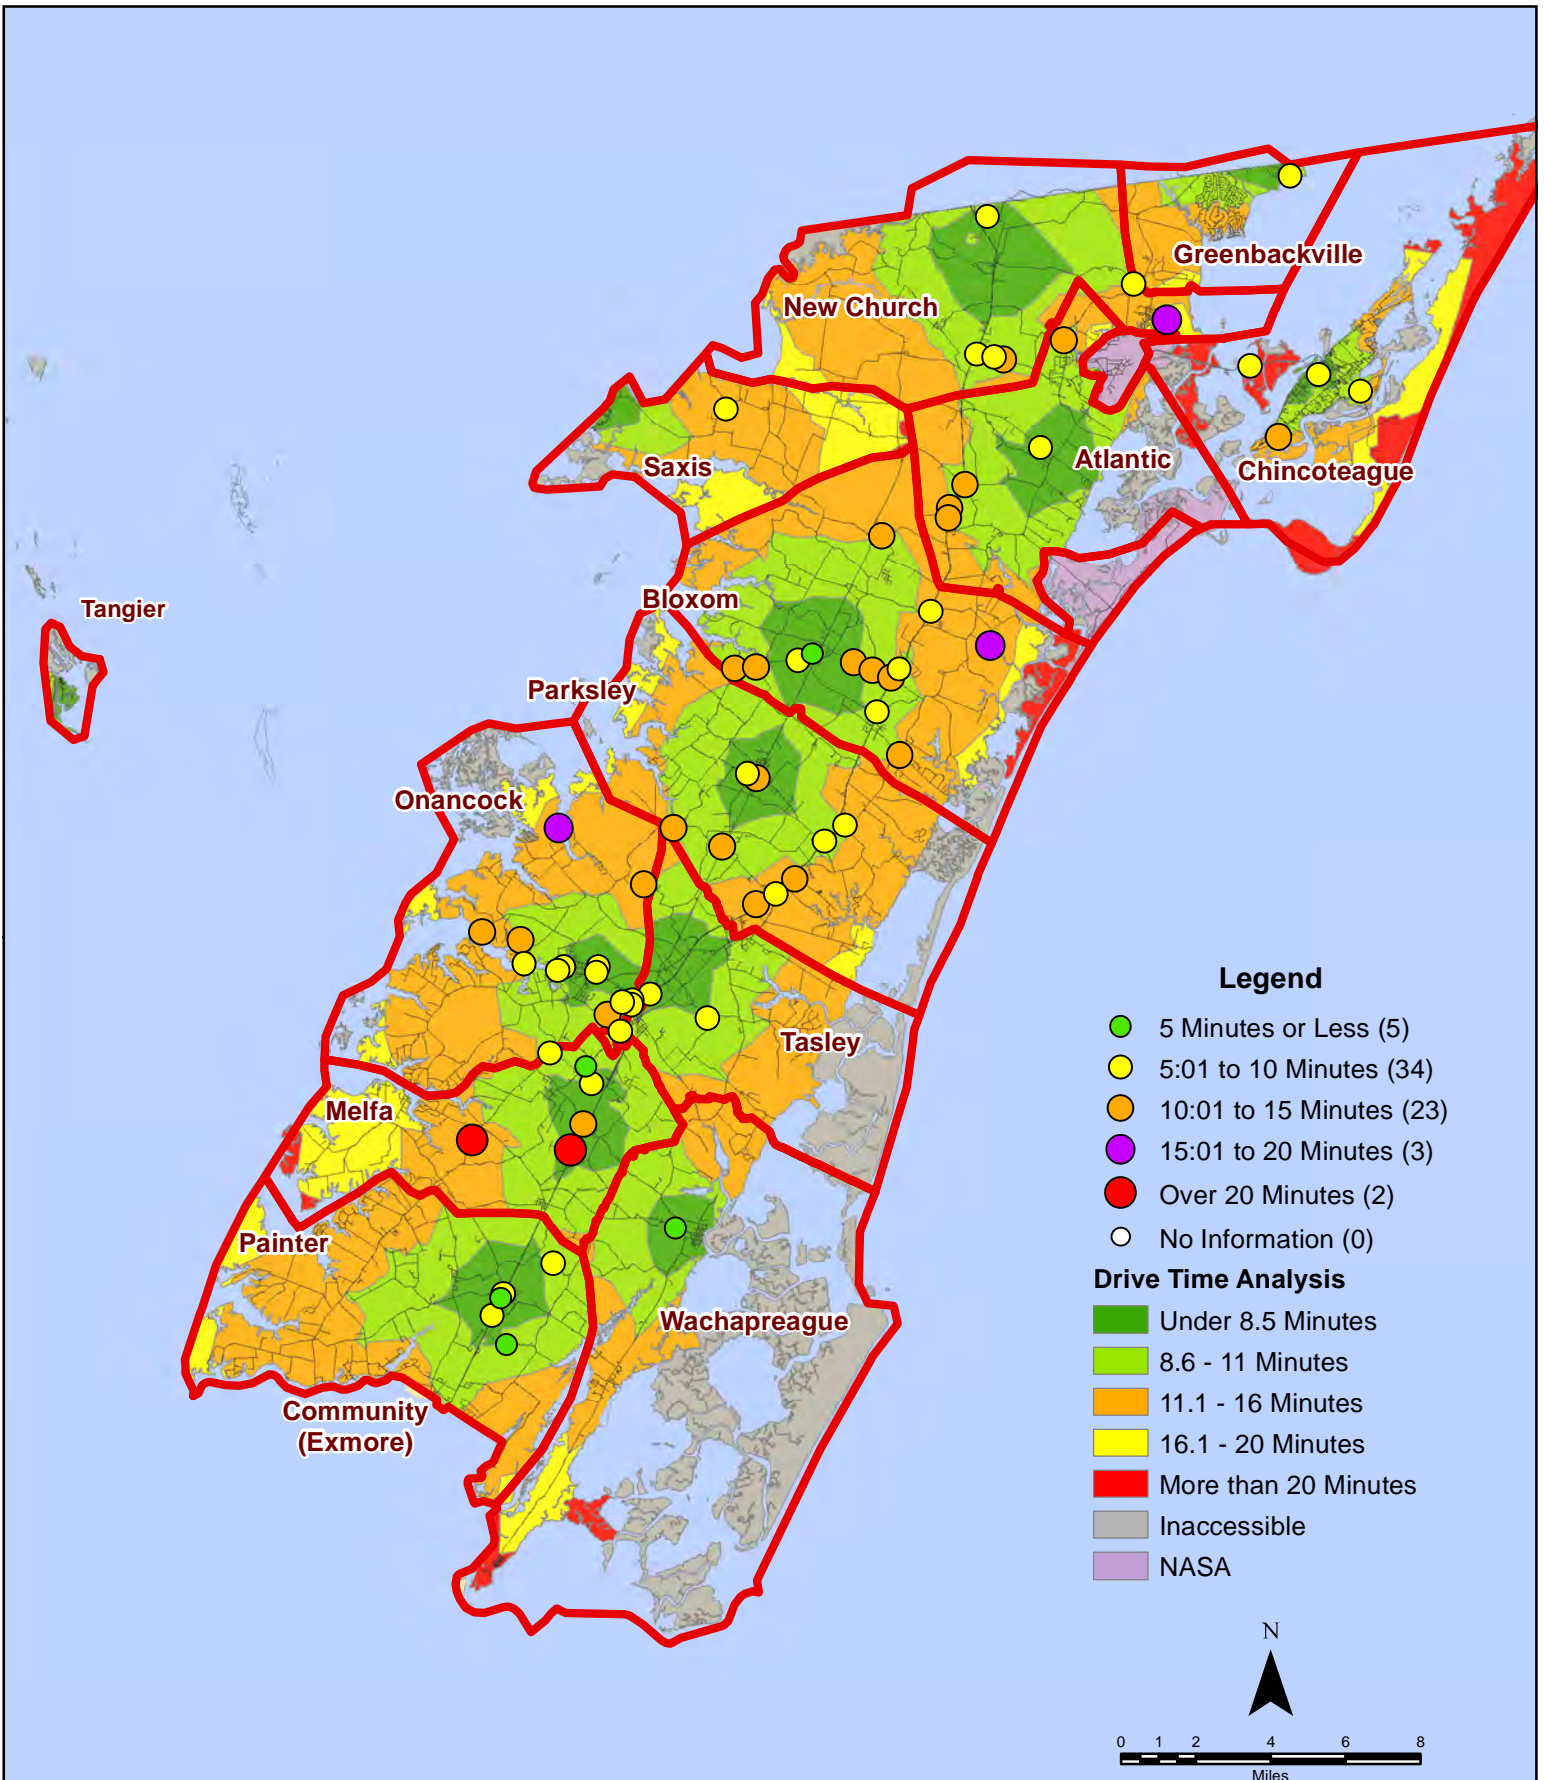 Greenbackville
New Church
Saxis
Atlantic
Chincoteague
Bloxom
Tangier
Parksley
Onancock
Tasley
Melfa
Painter
Wachapreague
Community
(Exmore)
Legend
5 Minutes or Less (5)
5:01 to 10 Minutes (34)
10:01 to 15 Minutes (23)
15:01 to 20 Minutes (3)
Over 20 Minutes (2)
No Information (0)
Drive Time Analysis
Under 8.5 Minutes
8.6 - 11 Minutes
11.1 - 16 Minutes
16.1 - 20 Minutes
More than 20 Minutes
Inaccessible
NASA
N
0 1 2 4 6 8
Miles